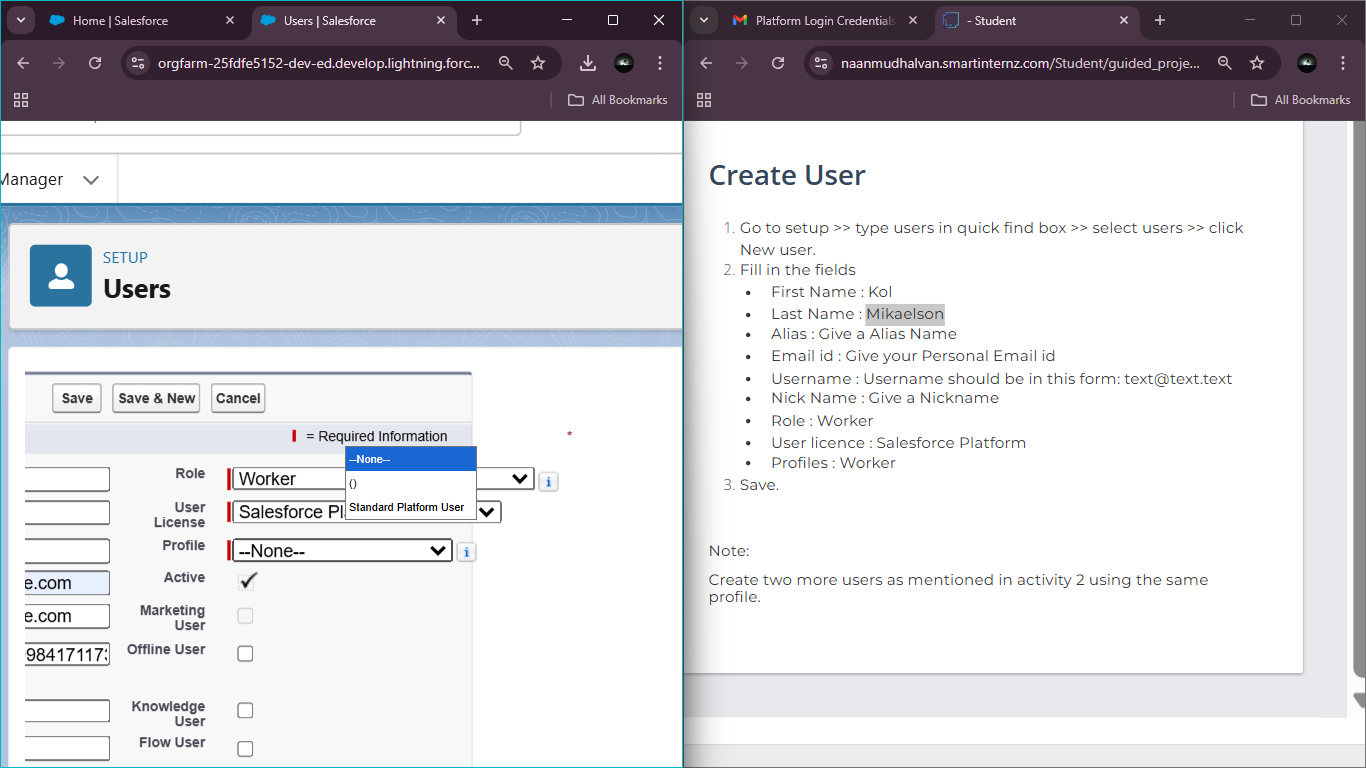 Home | Salesforce
Users | Salesforce
orgfarm-25fdfe5152-dev-ed.develop.lightning.forc...
All Bookmarks
Manager
SETUP
Users
Save
Save & New
Cancel
= Required Information
*
Role
Worker
--None--
()
Standard Platform User
User License
Salesforce Pl
Profile
--None--
Active
e.com
Marketing User
e.com
Offline User
984171173
Knowledge User
Flow User
Platform Login Credentials
- Student
naanmudhalvan.smartinternz.com/Student/guided_proje...
All Bookmarks
Create User
1. Go to setup >> type users in quick find box >> select users >> click
New user.
2. Fill in the fields
• First Name : Kol
• Last Name : Mikaelson
• Alias : Give a Alias Name
• Email id : Give your Personal Email id
• Username : Username should be in this form: text@text.text
• Nick Name : Give a Nickname
• Role : Worker
• User licence : Salesforce Platform
• Profiles : Worker
3. Save.
Note:
Create two more users as mentioned in activity 2 using the same
profile.